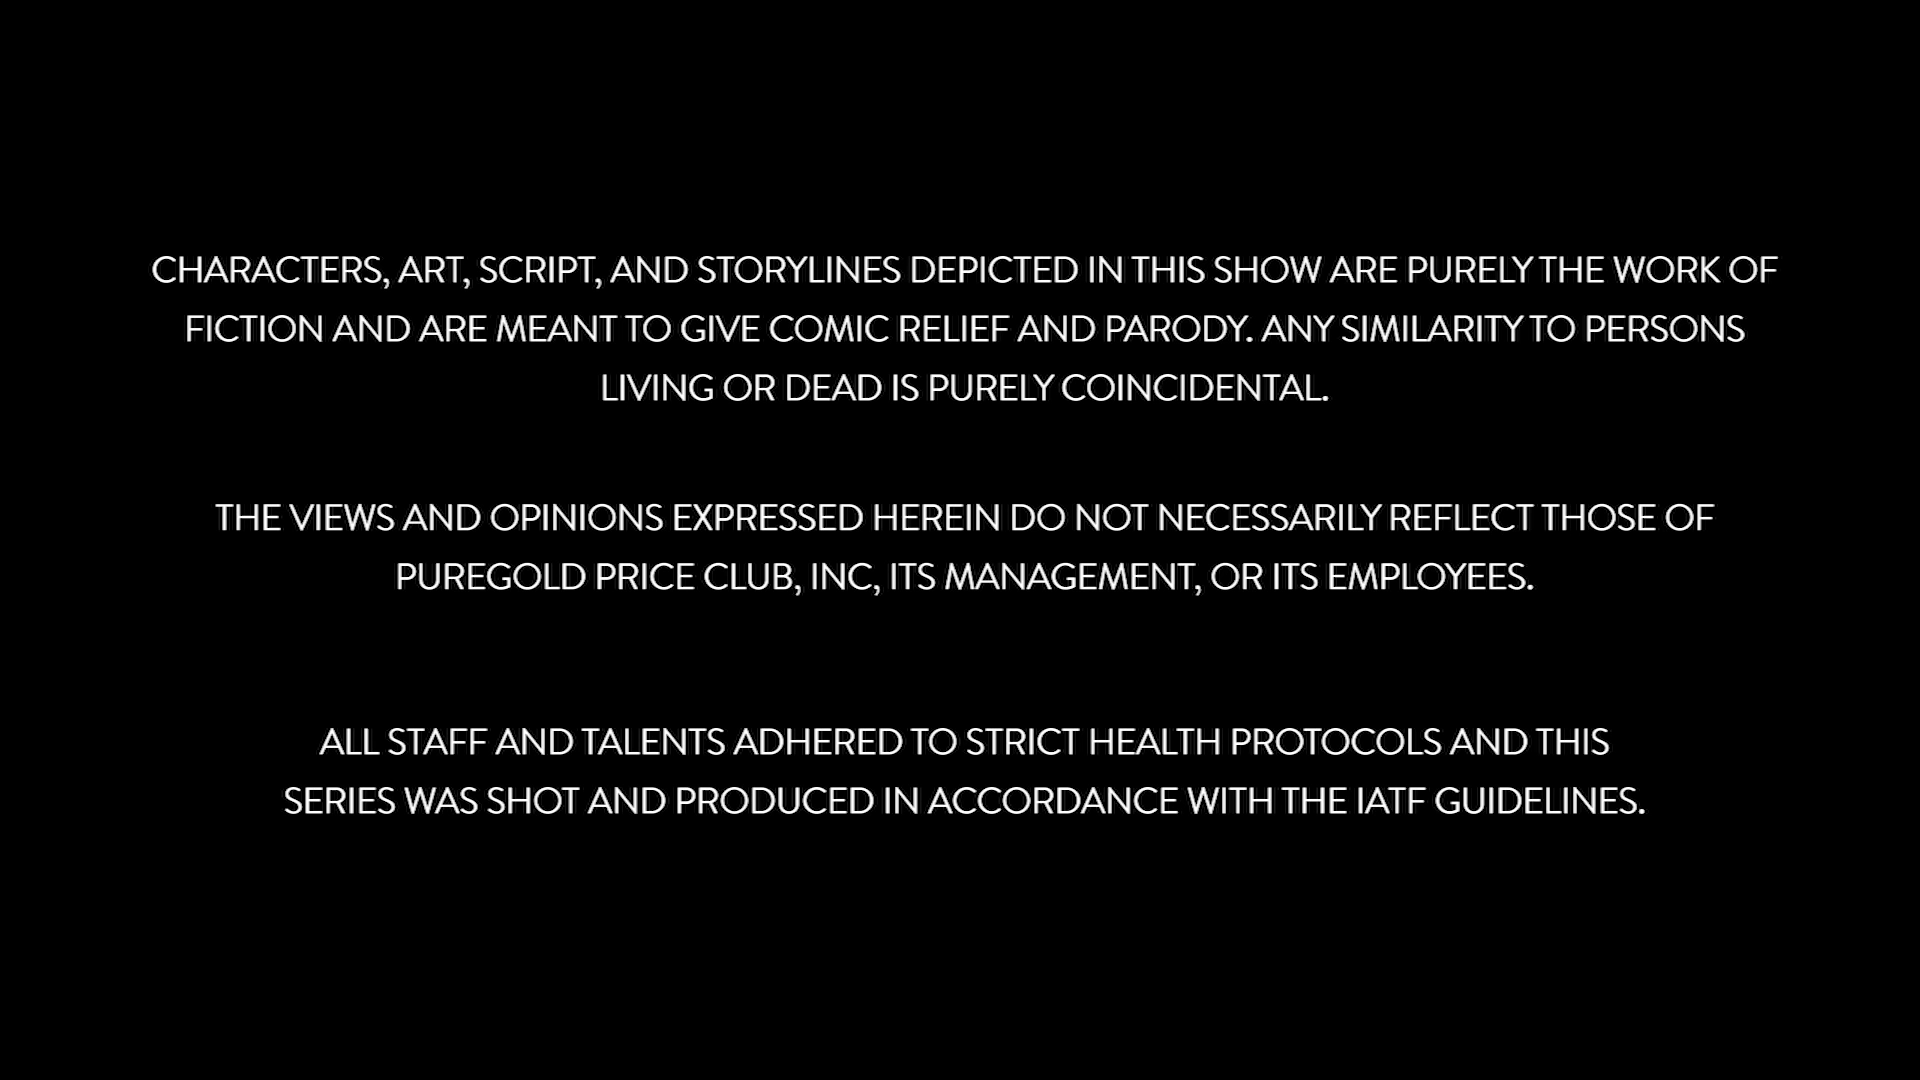 CHARACTERS, ART, SCRIPT, AND STORYLINES DEPICTED IN THIS SHOW ARE PURELY THE WORK OF
FICTION AND ARE MEANT TO GIVE COMIC RELIEF AND PARODY. ANY SIMILARITY TO PERSONS
LIVING OR DEAD IS PURELY COINCIDENTAL.
THE VIEWS AND OPINIONS EXPRESSED HEREIN DO NOT NECESSARILY REFLECT THOSE OF
PUREGOLD PRICE CLUB, INC, ITS MANAGEMENT, OR ITS EMPLOYEES.
ALL STAFF AND TALENTS ADHERED TO STRICT HEALTH PROTOCOLS AND THIS
SERIES WAS SHOT AND PRODUCED IN ACCORDANCE WITH THE IATF GUIDELINES.